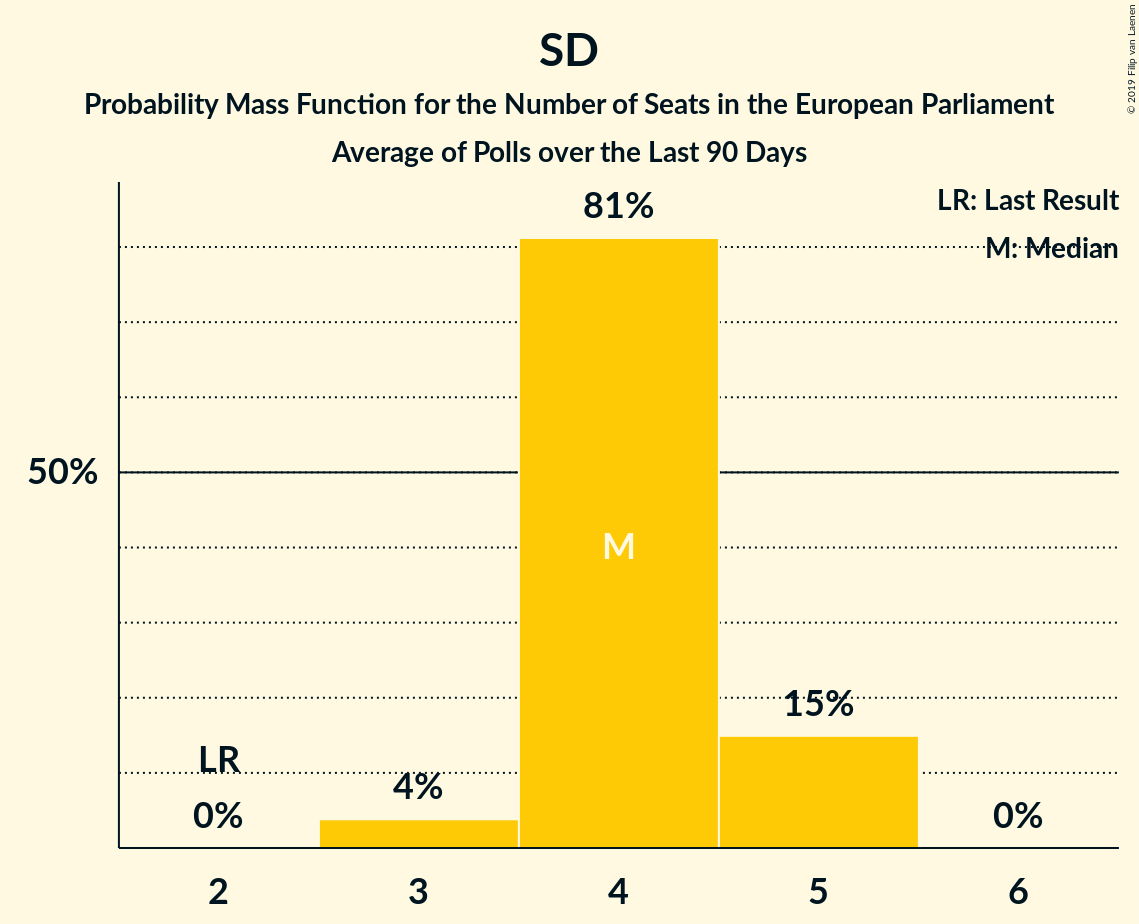 SD
Probability Mass Function for the Number of Seats in the European Parliament
Average of Polls over the Last 90 Days
© 2019 Filip van Laenen
LR: Last Result
M: Median
81%
50%
M
15%
LR
4%
0%
0%
2
3
4
5
6